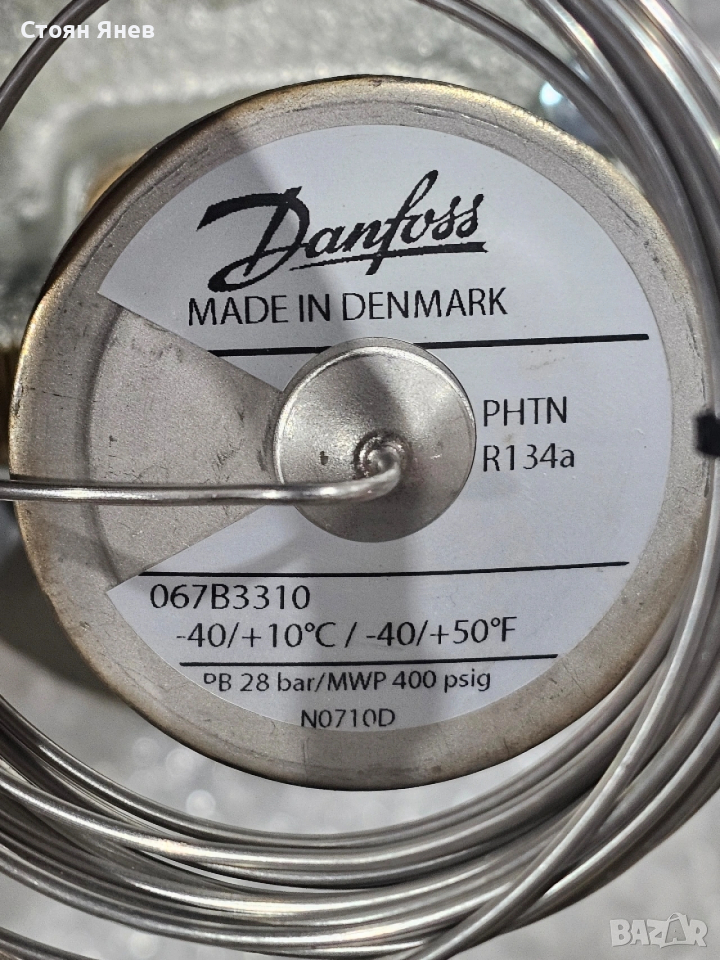 Стоян Янев
Danfoss
MADE IN DENMARK
PHTN
R134a
067B3310
-40/+10°C / -40/+50°F
PB 28 bar/MWP 400 psig
N0710D
BAZAR